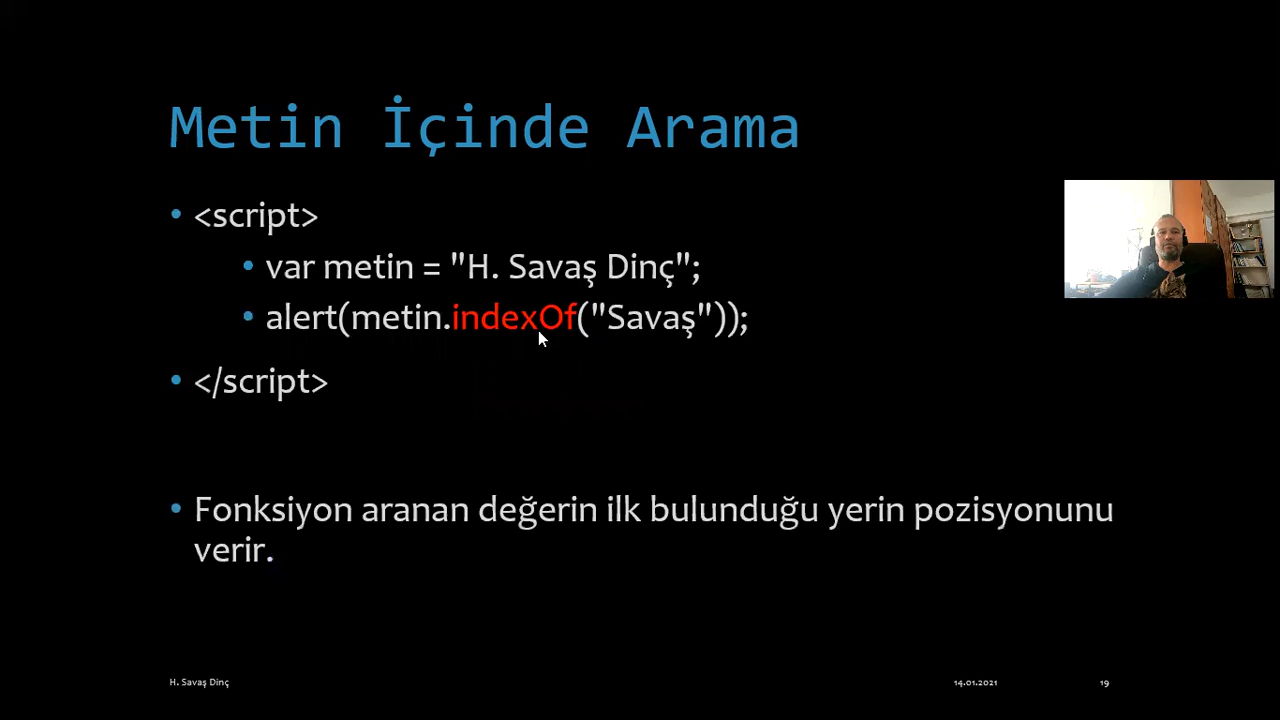 Metin İçinde Arama
<script>
var metin = "H. Savaş Dinç";
alert(metin.indexOf("Savaş"));
</script>
Fonksiyon aranan değerin ilk bulunduğu yerin pozisyonunu
verir.
H. Savaş Dinç
14.01.2021
19